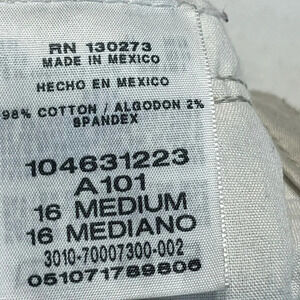 RN 130273
MADE IN MEXICO
HECHO EN MEXICO
98% COTTON / ALGODON 2%
SPANDEX
104631223
A101
16 MEDIUM
16 MEDIANO
3010-70007300-002
051071789806